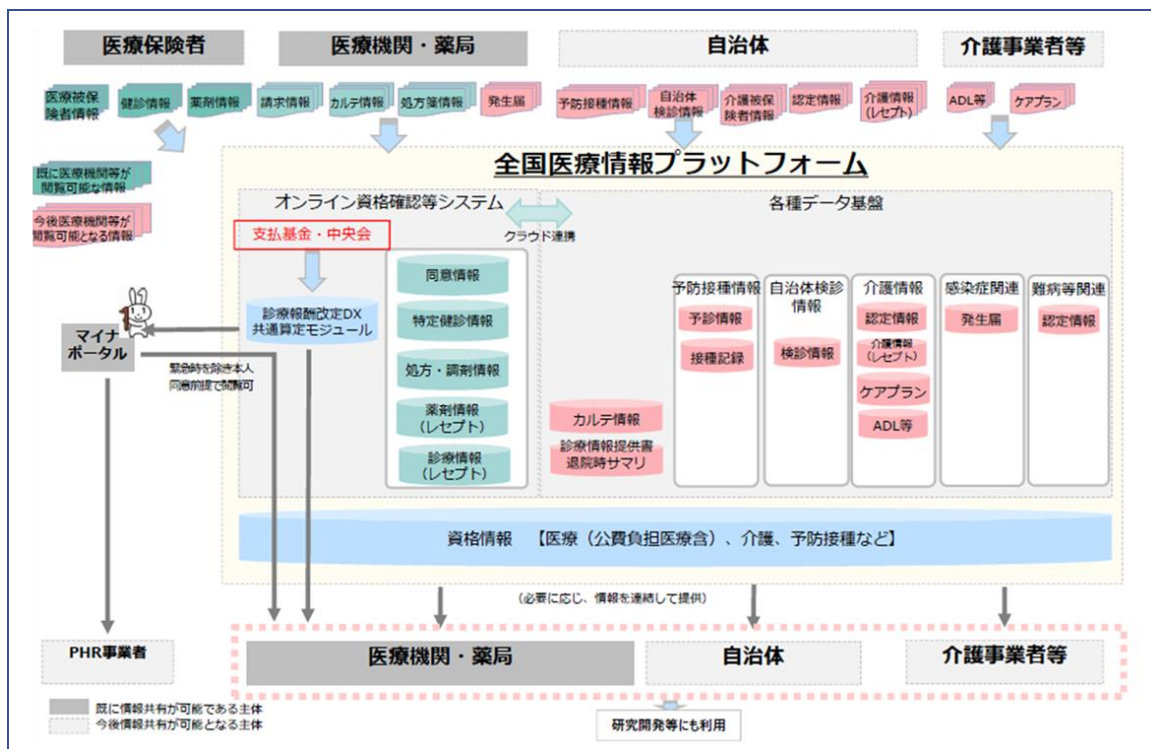 医療保険者
医療機関・薬局
自治体
介護事業者等
医療被保
険者情報
健診情報
薬剤情報
請求情報
カルテ情報
処方箋情報
発生届
予防接種情報
自治体
検診情報
介護被保
険者情報
認定情報
介護情報
(レセプト)
ADL等
ケアプラン
既に医療機関等が
閲覧可能な情報
今後医療機関等が
閲覧可能となる情報
全国医療情報プラットフォーム
オンライン資格確認等システム
各種データ基盤
支払基金・中央会
クラウド連携
診療報酬改定DX
共通算定モジュール
同意情報
特定健診情報
処方・調剤情報
薬剤情報
(レセプト)
診療情報
(レセプト)
カルテ情報
診療情報提供書
退院時サマリ
予防接種情報
予診情報
接種記録
自治体検診
情報
検診情報
介護情報
認定情報
介護情報
(レセプト)
ケアプラン
ADL等
感染症関連
発生届
難病等関連
認定情報
マイナ
ポータル
緊急時を除き本人
同意前提で閲覧可
資格情報 【医療（公費負担医療含）、介護、予防接種など】
（必要に応じ、情報を連結して提供）
PHR事業者
医療機関・薬局
自治体
介護事業者等
既に情報共有が可能である主体
今後情報共有が可能となる主体
研究開発等にも利用